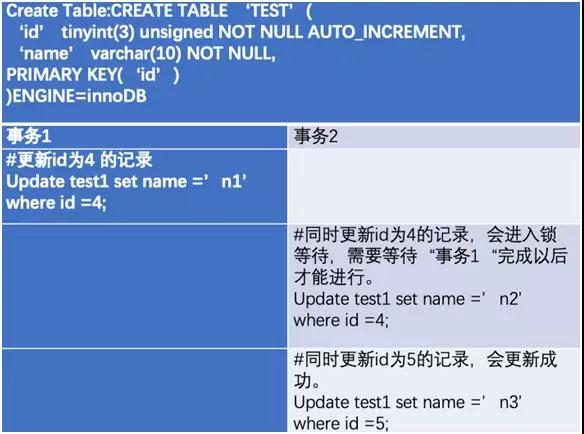 Create Table:CREATE TABLE ‘TEST’（
‘id’ tinyint(3) unsigned NOT NULL AUTO_INCREMENT,
‘name’ varchar(10) NOT NULL,
PRIMARY KEY( ‘id’ )
)ENGINE=innoDB
事务1
事务2
#更新id为4 的记录
Update test1 set name =’ n1’
where id =4;
#同时更新id为4的记录，会进入锁
等待，需要等待 “事务1 “完成以后
才能进行。
Update test1 set name =’ n2’
where id =4;
#同时更新id为5的记录，会更新成
功。
Update test1 set name =’ n3’
where id =5;